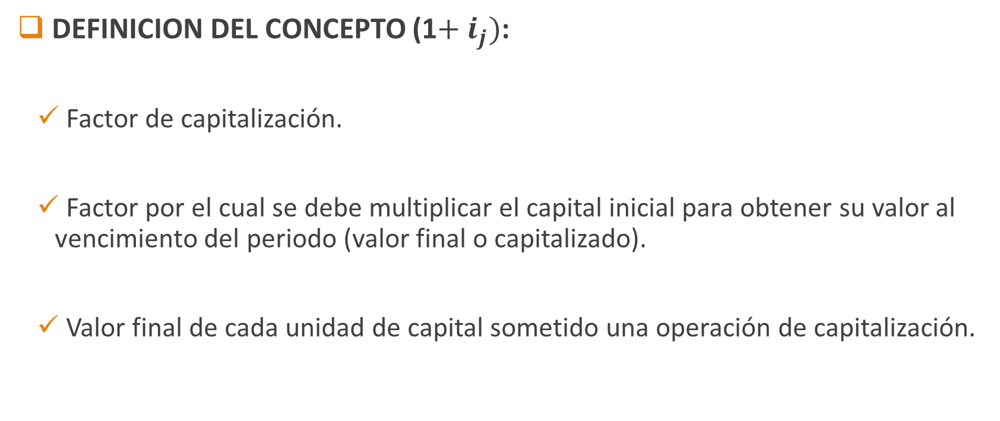 DEFINICION DEL CONCEPTO (1+ i_j):
Factor de capitalización.
Factor por el cual se debe multiplicar el capital inicial para obtener su valor al
vencimiento del periodo (valor final o capitalizado).
Valor final de cada unidad de capital sometido una operación de capitalización.